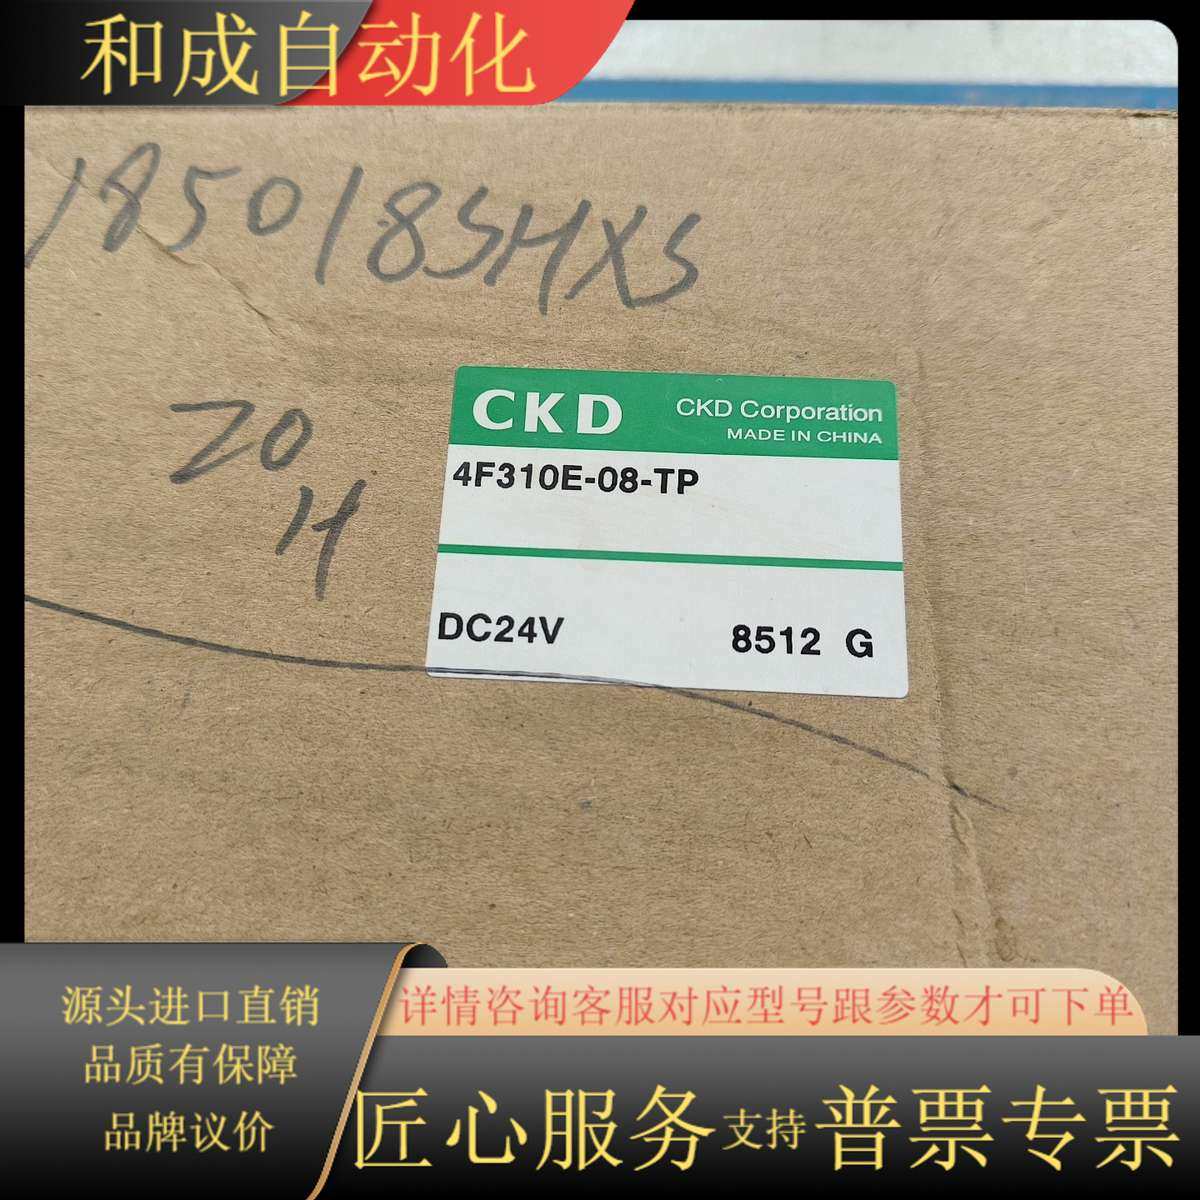 和成自动化
185018SHXS
20
H
CKD
CKD Corporation
MADE IN CHINA
4F310E-08-TP
DC24V
8512 G
源头进口直销
品质有保障
品牌议价
详情咨询客服对应型号跟参数才可下单
匠心服务支持普票专票